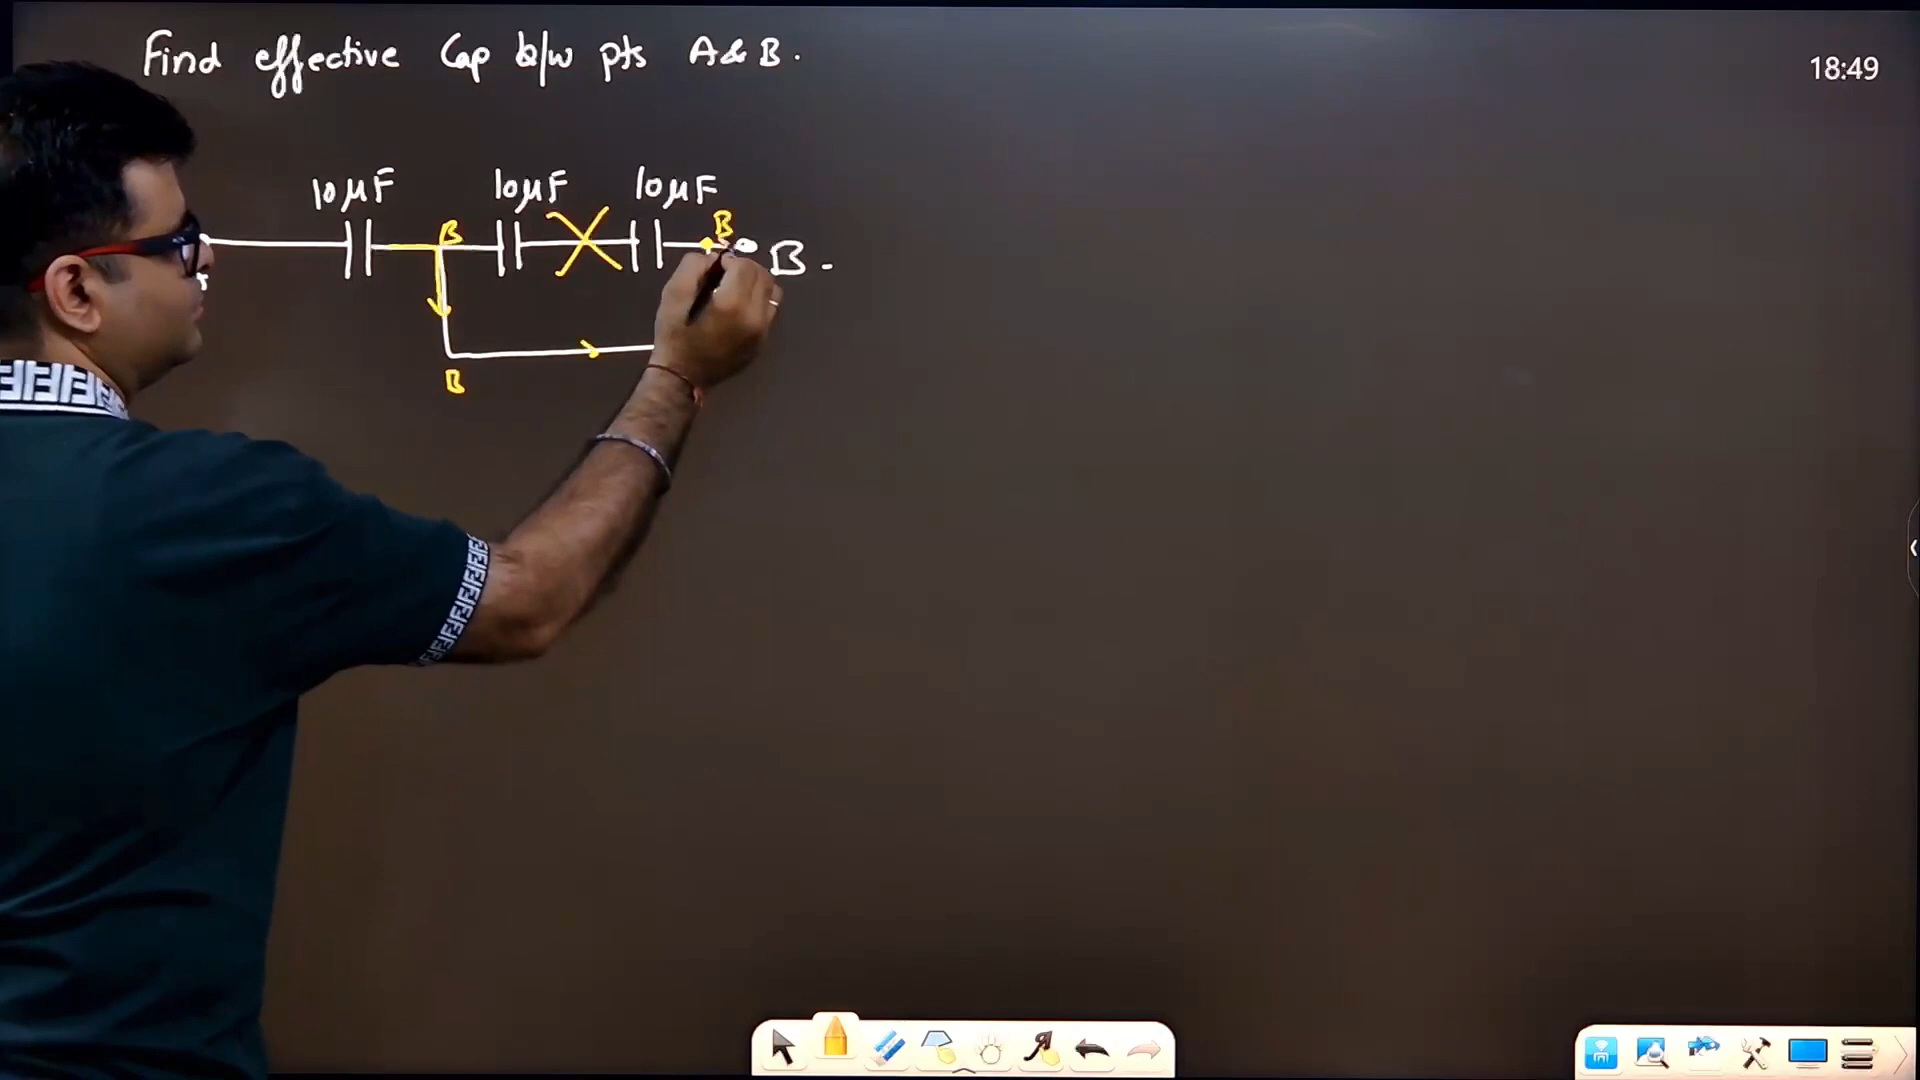 Find effective Cap b/w pts A & B.
18:49
10μF 10μF 10μF
B B
B.
B